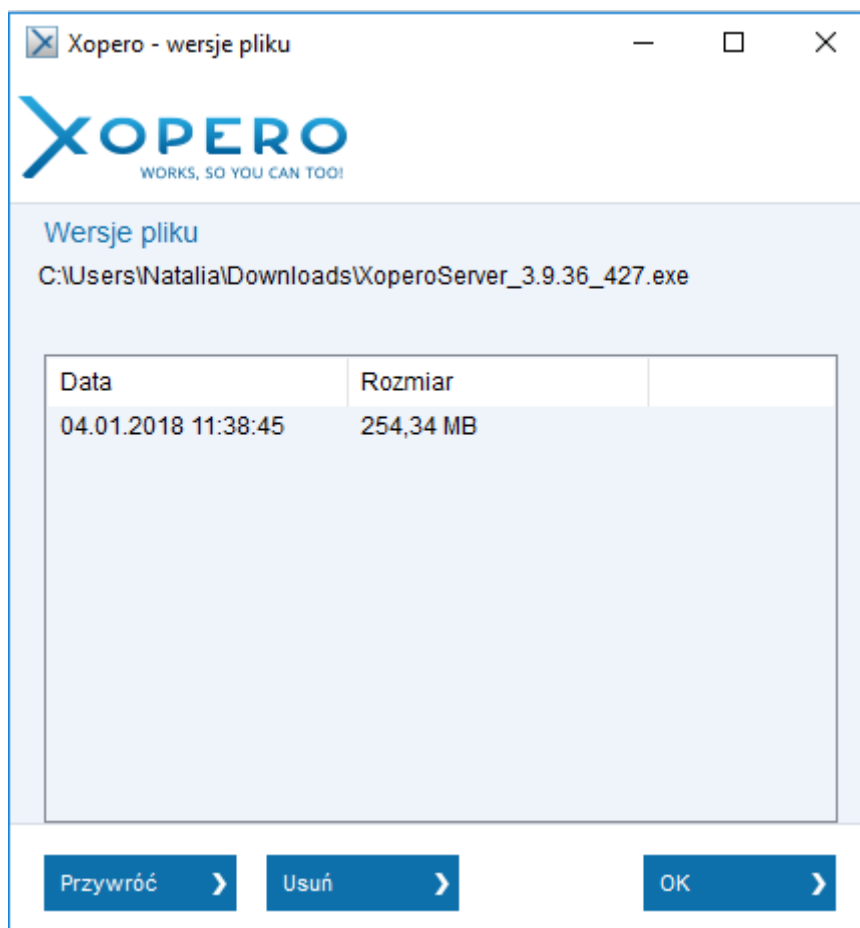 Xopero - wersje pliku
XOPERO
WORKS, SO YOU CAN TOO!
Wersje pliku
C:\Users\Natalia\Downloads\XoperoServer_3.9.36_427.exe
Data Rozmiar
04.01.2018 11:38:45 254,34 MB
Przywróć Usuń OK